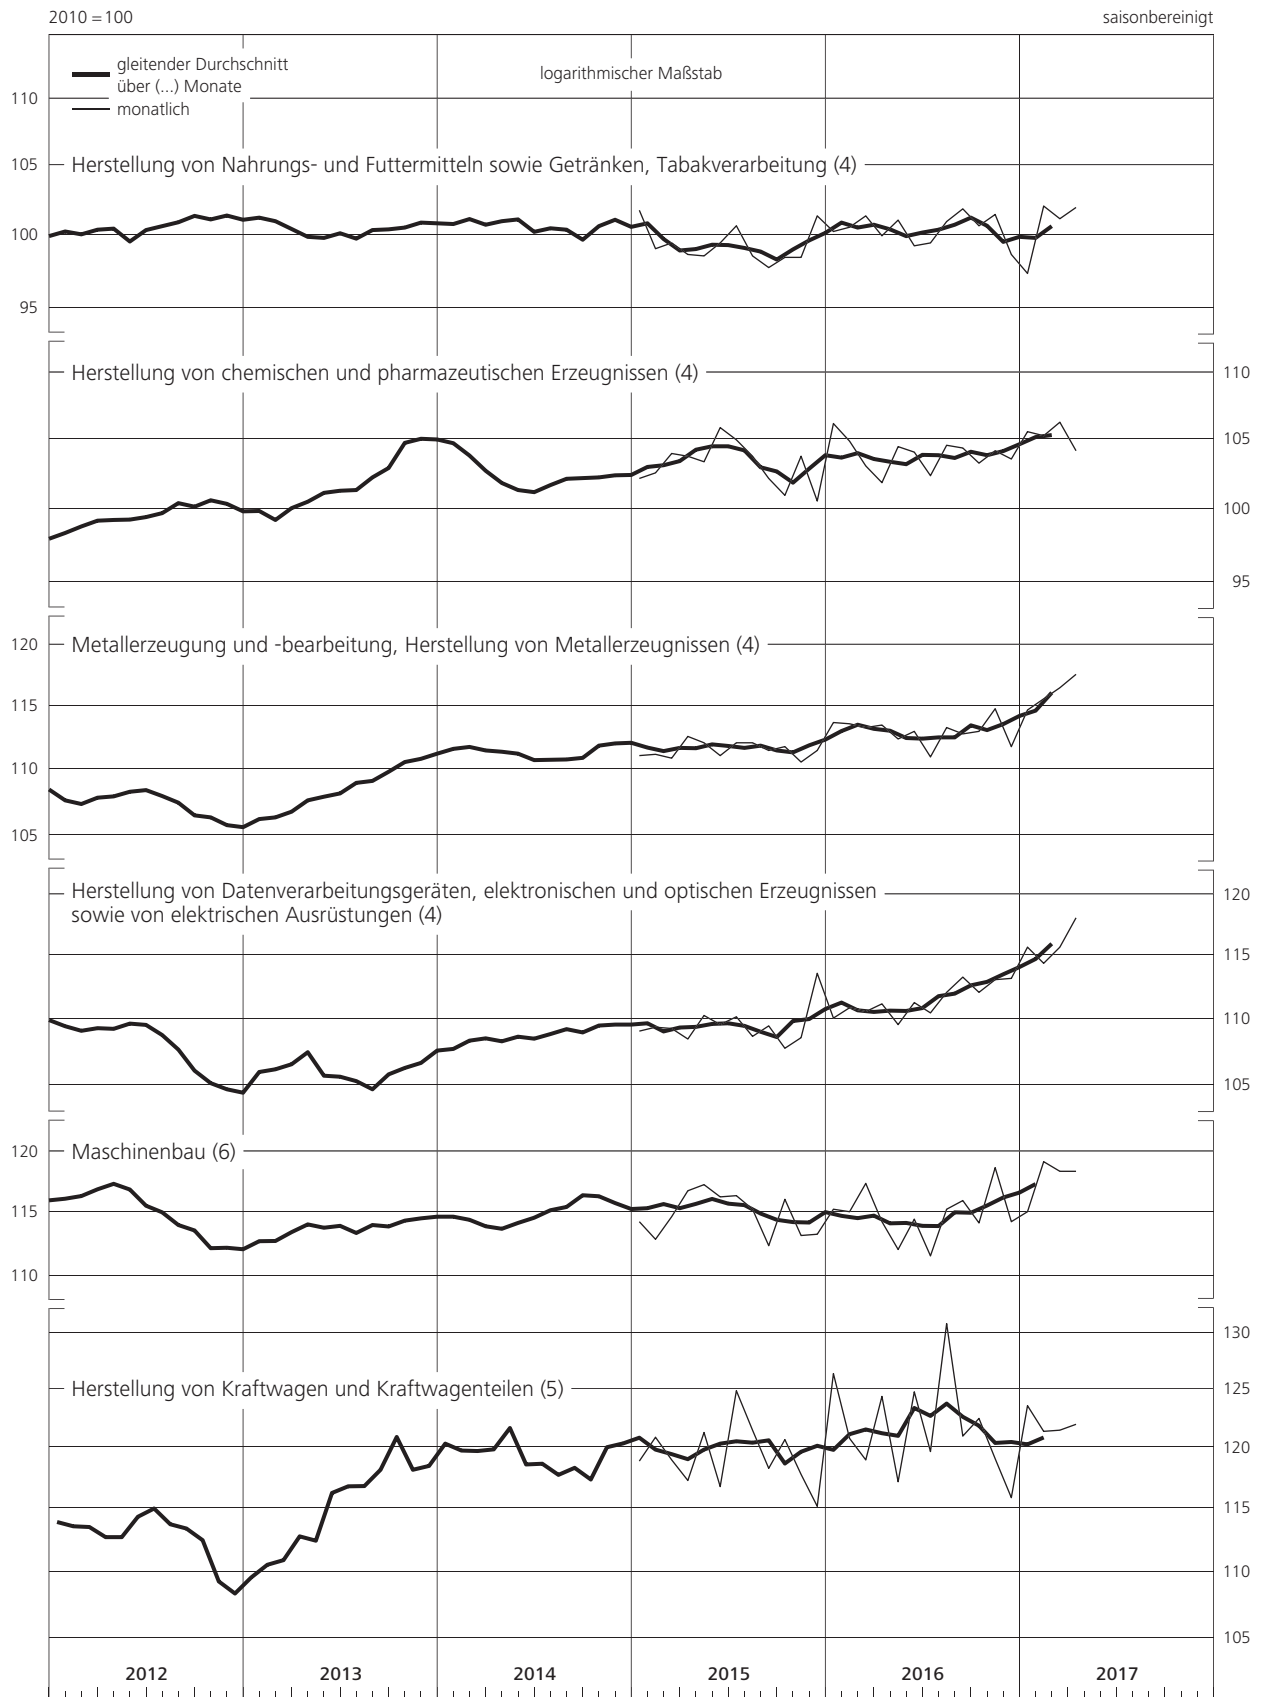 2010 = 100
saisonbereinigt
gleitender Durchschnitt
über (...) Monate
monatlich
logarithmischer Maßstab
110
105
Herstellung von Nahrungs- und Futtermitteln sowie Getränken, Tabakverarbeitung (4)
100
95
Herstellung von chemischen und pharmazeutischen Erzeugnissen (4)
110
105
100
95
120
Metallerzeugung und -bearbeitung, Herstellung von Metallerzeugnissen (4)
115
110
105
Herstellung von Datenverarbeitungsgeräten, elektronischen und optischen Erzeugnissen
sowie von elektrischen Ausrüstungen (4)
120
115
110
105
120
Maschinenbau (6)
115
110
130
Herstellung von Kraftwagen und Kraftwagenteilen (5)
125
120
115
110
105
2012 2013 2014 2015 2016 2017